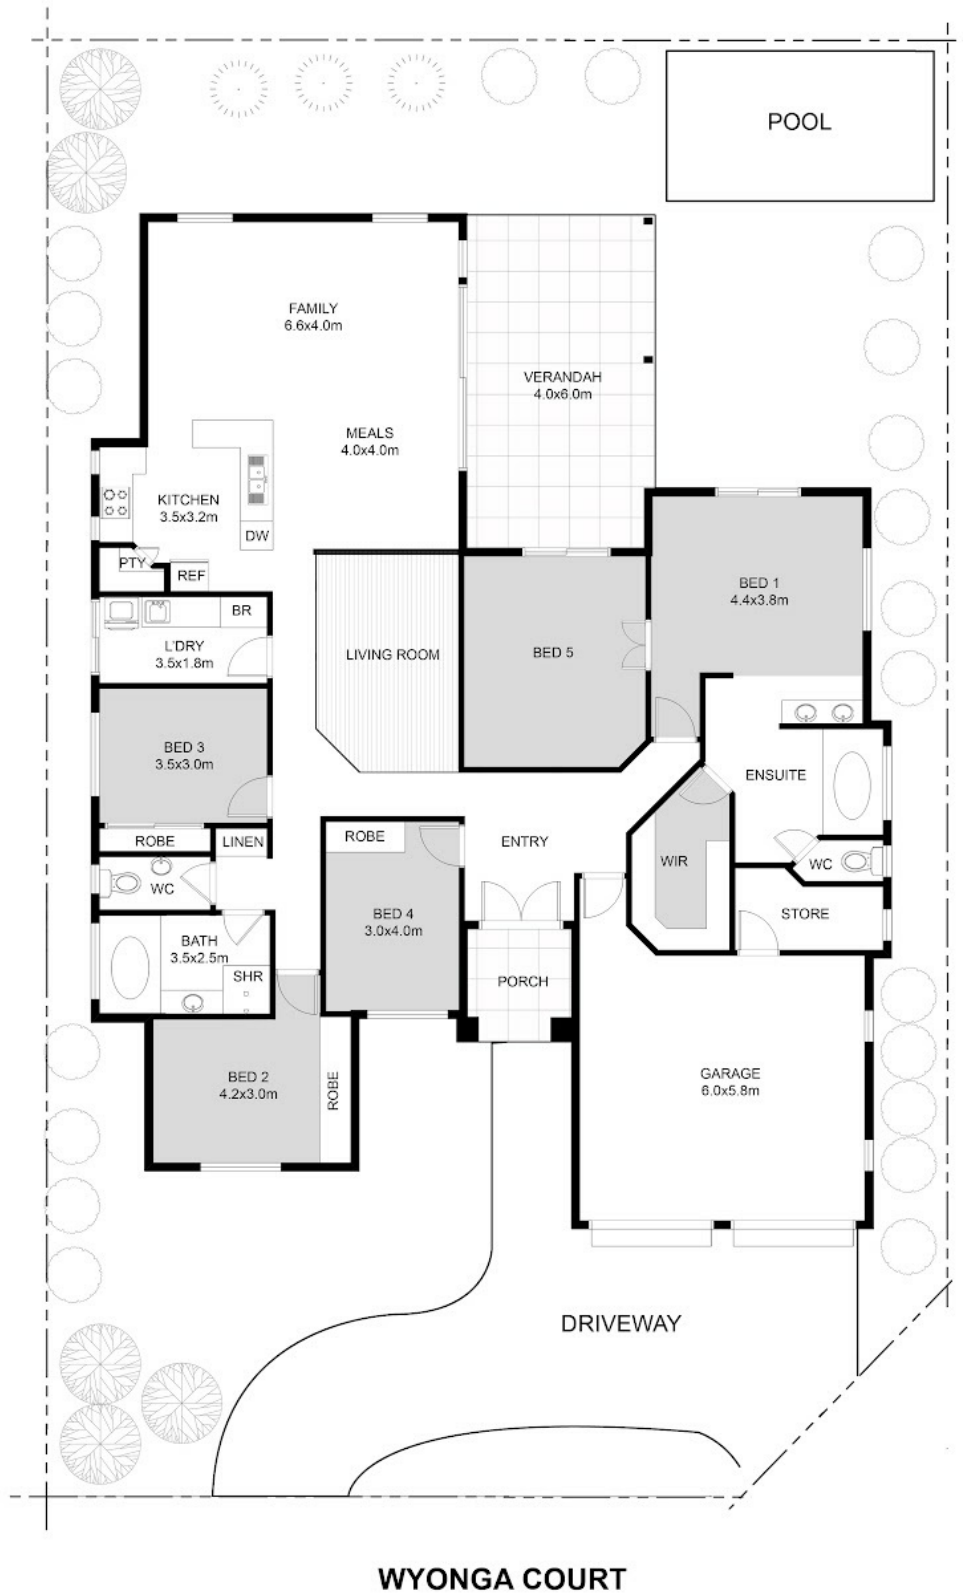 POOL
FAMILY
6.6x4.0m
VERANDAH
4.0x6.0m
MEALS
4.0x4.0m
KITCHEN
3.5x3.2m
DW
PTY
REF
BED 1
4.4x3.8m
BR
L'DRY
3.5x1.8m
LIVING ROOM
BED 5
BED 3
3.5x3.0m
ENSUITE
ROBE
LINEN
ROBE
ENTRY
WIR
WC
WC
BED 4
3.0x4.0m
STORE
BATH
3.5x2.5m
SHR
PORCH
BED 2
4.2x3.0m
ROBE
GARAGE
6.0x5.8m
DRIVEWAY
WYONGA COURT